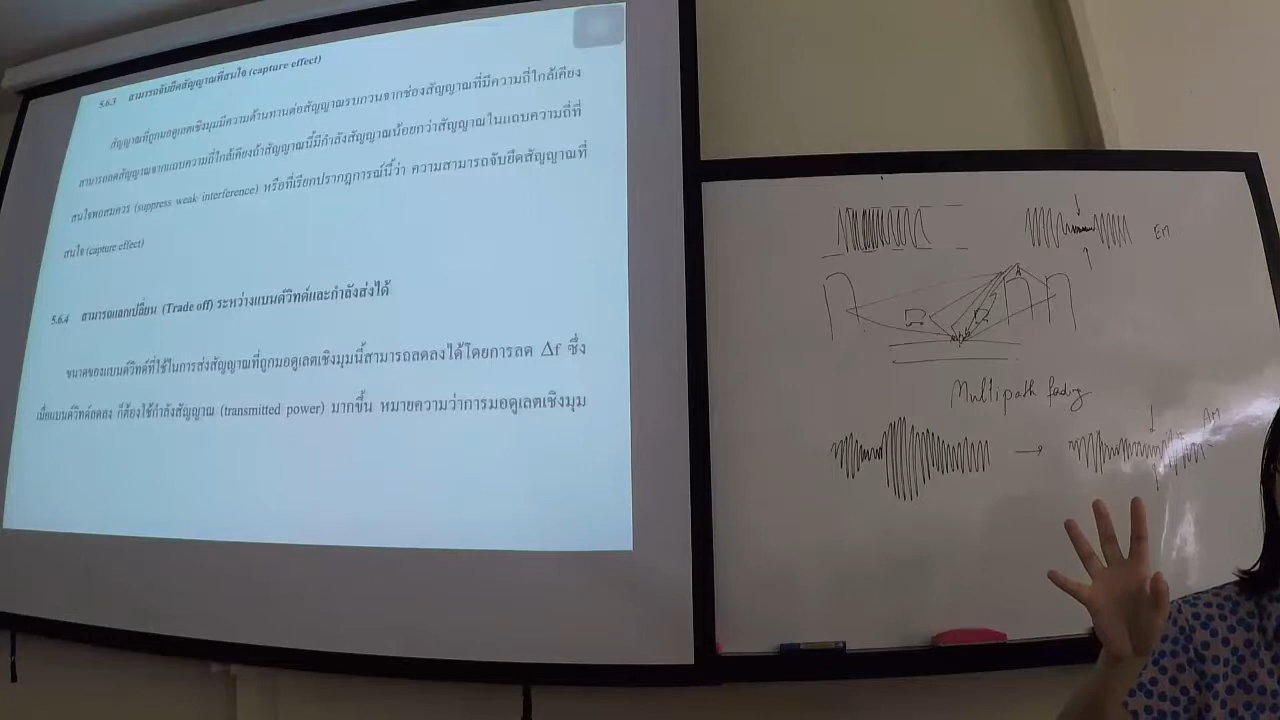 5.6.3 สามารถจับยึดสัญญาณที่สนใจ (capture effect)
สัญญาณที่ถูกมอดูเลตเชิงมุมมีความต้านทานต่อสัญญาณรบกวนจากช่องสัญญาณที่มีความถี่ใกล้เคียง
สามารถลดสัญญาณจากแถบความถี่ใกล้เคียงถ้าสัญญาณนี้มีกำลังสัญญาณน้อยกว่าสัญญาณในแถบความถี่ที่
สนใจพอสมควร (suppress weak interference) หรือที่เรียกปรากฏการณ์นี้ว่า ความสามารถจับยึดสัญญาณที่
สนใจ (capture effect)
5.6.4 สามารถแลกเปลี่ยน (Trade off) ระหว่างแบนด์วิทต์และกำลังส่งได้
ขนาดของแบนด์วิทต์ที่ใช้ในการส่งสัญญาณที่ถูกมอดูเลตเชิงมุมนี้สามารถลดลงได้โดยการลด Δf ซึ่ง
เมื่อแบนด์วิทต์ลดลง ก็ต้องใช้กำลังสัญญาณ (transmitted power) มากขึ้น หมายความว่าการมอดูเลตเชิงมุม
FM
Multipath fading
AM